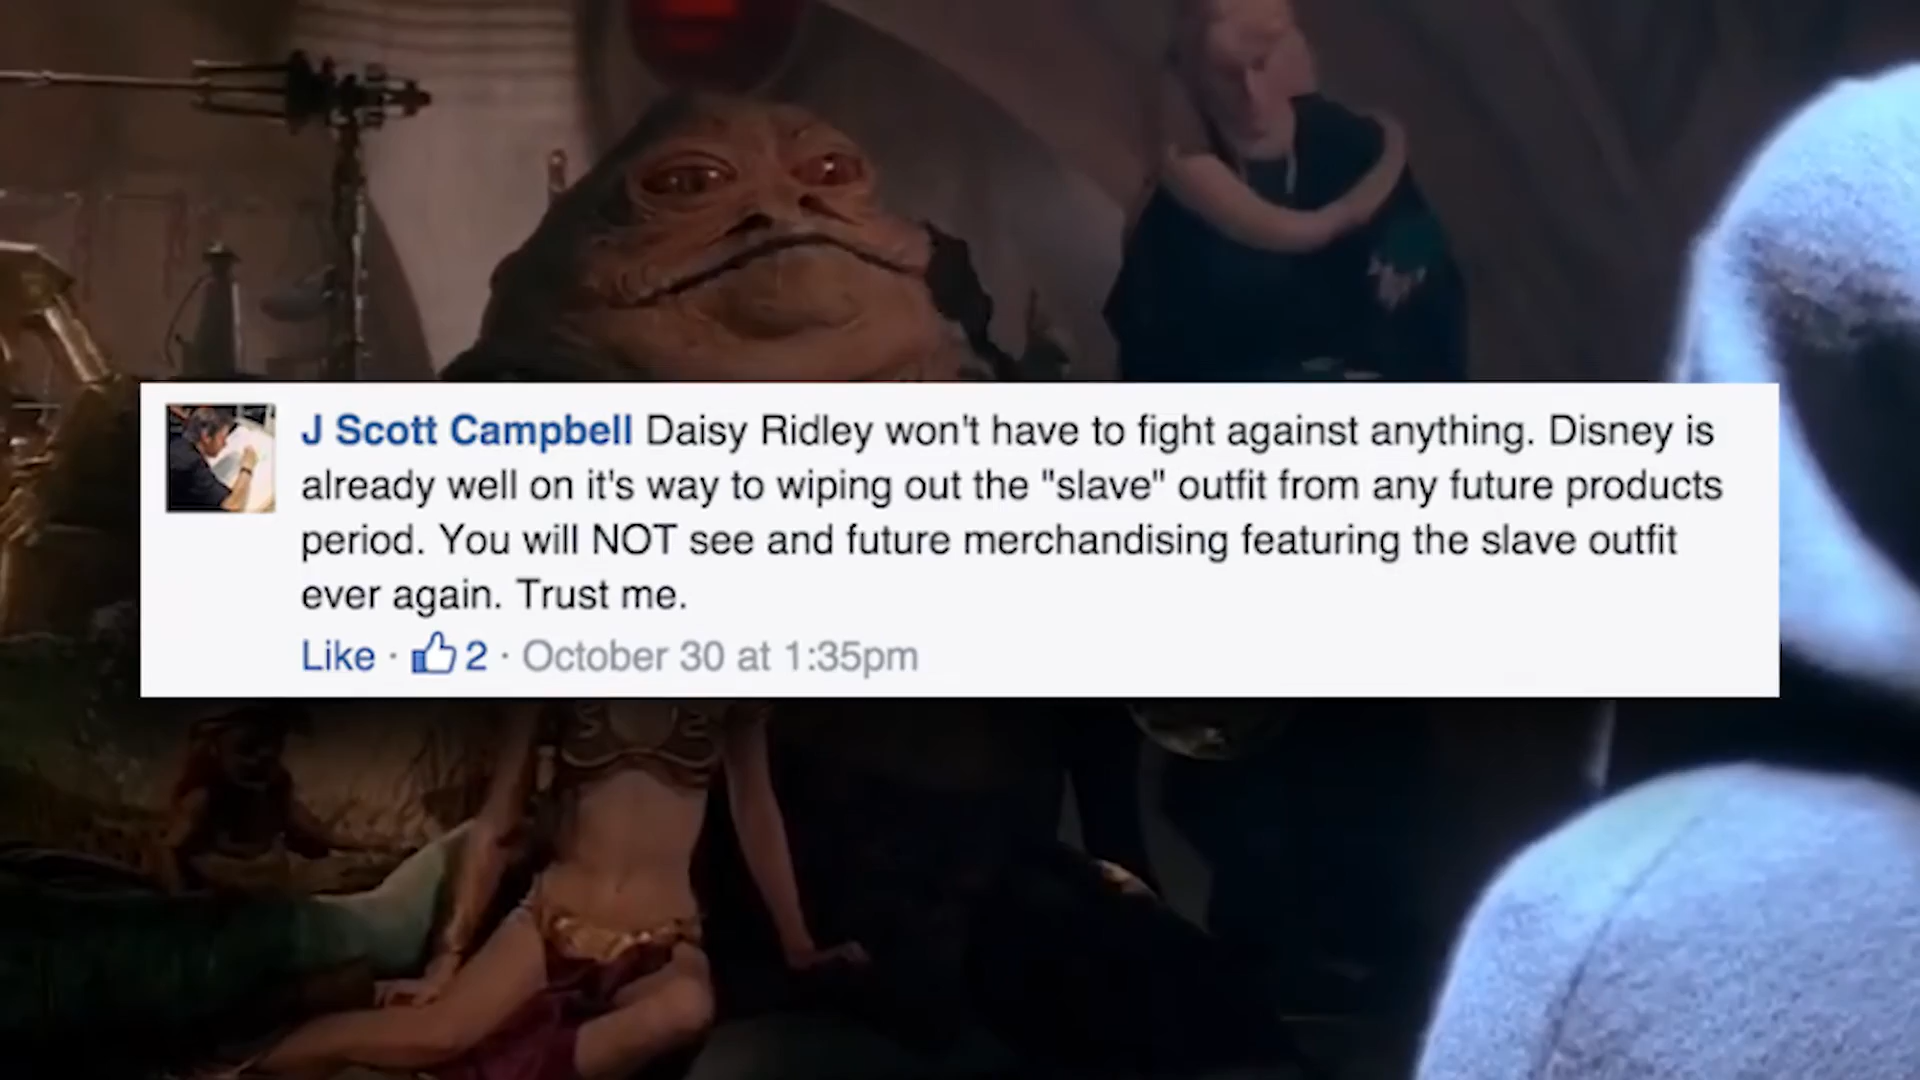 J Scott Campbell Daisy Ridley won't have to fight against anything. Disney is
already well on it's way to wiping out the "slave" outfit from any future products
period. You will NOT see and future merchandising featuring the slave outfit
ever again. Trust me.
Like · 2 · October 30 at 1:35pm